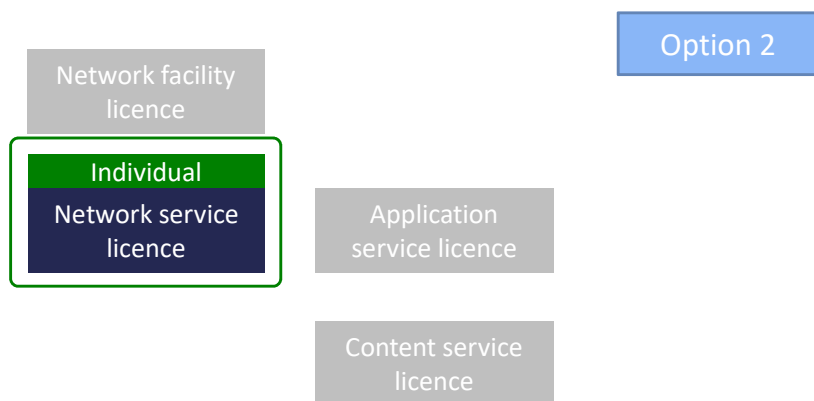 Option 2
Network facility
licence
Individual
Network service
licence
Application
service licence
Content service
licence